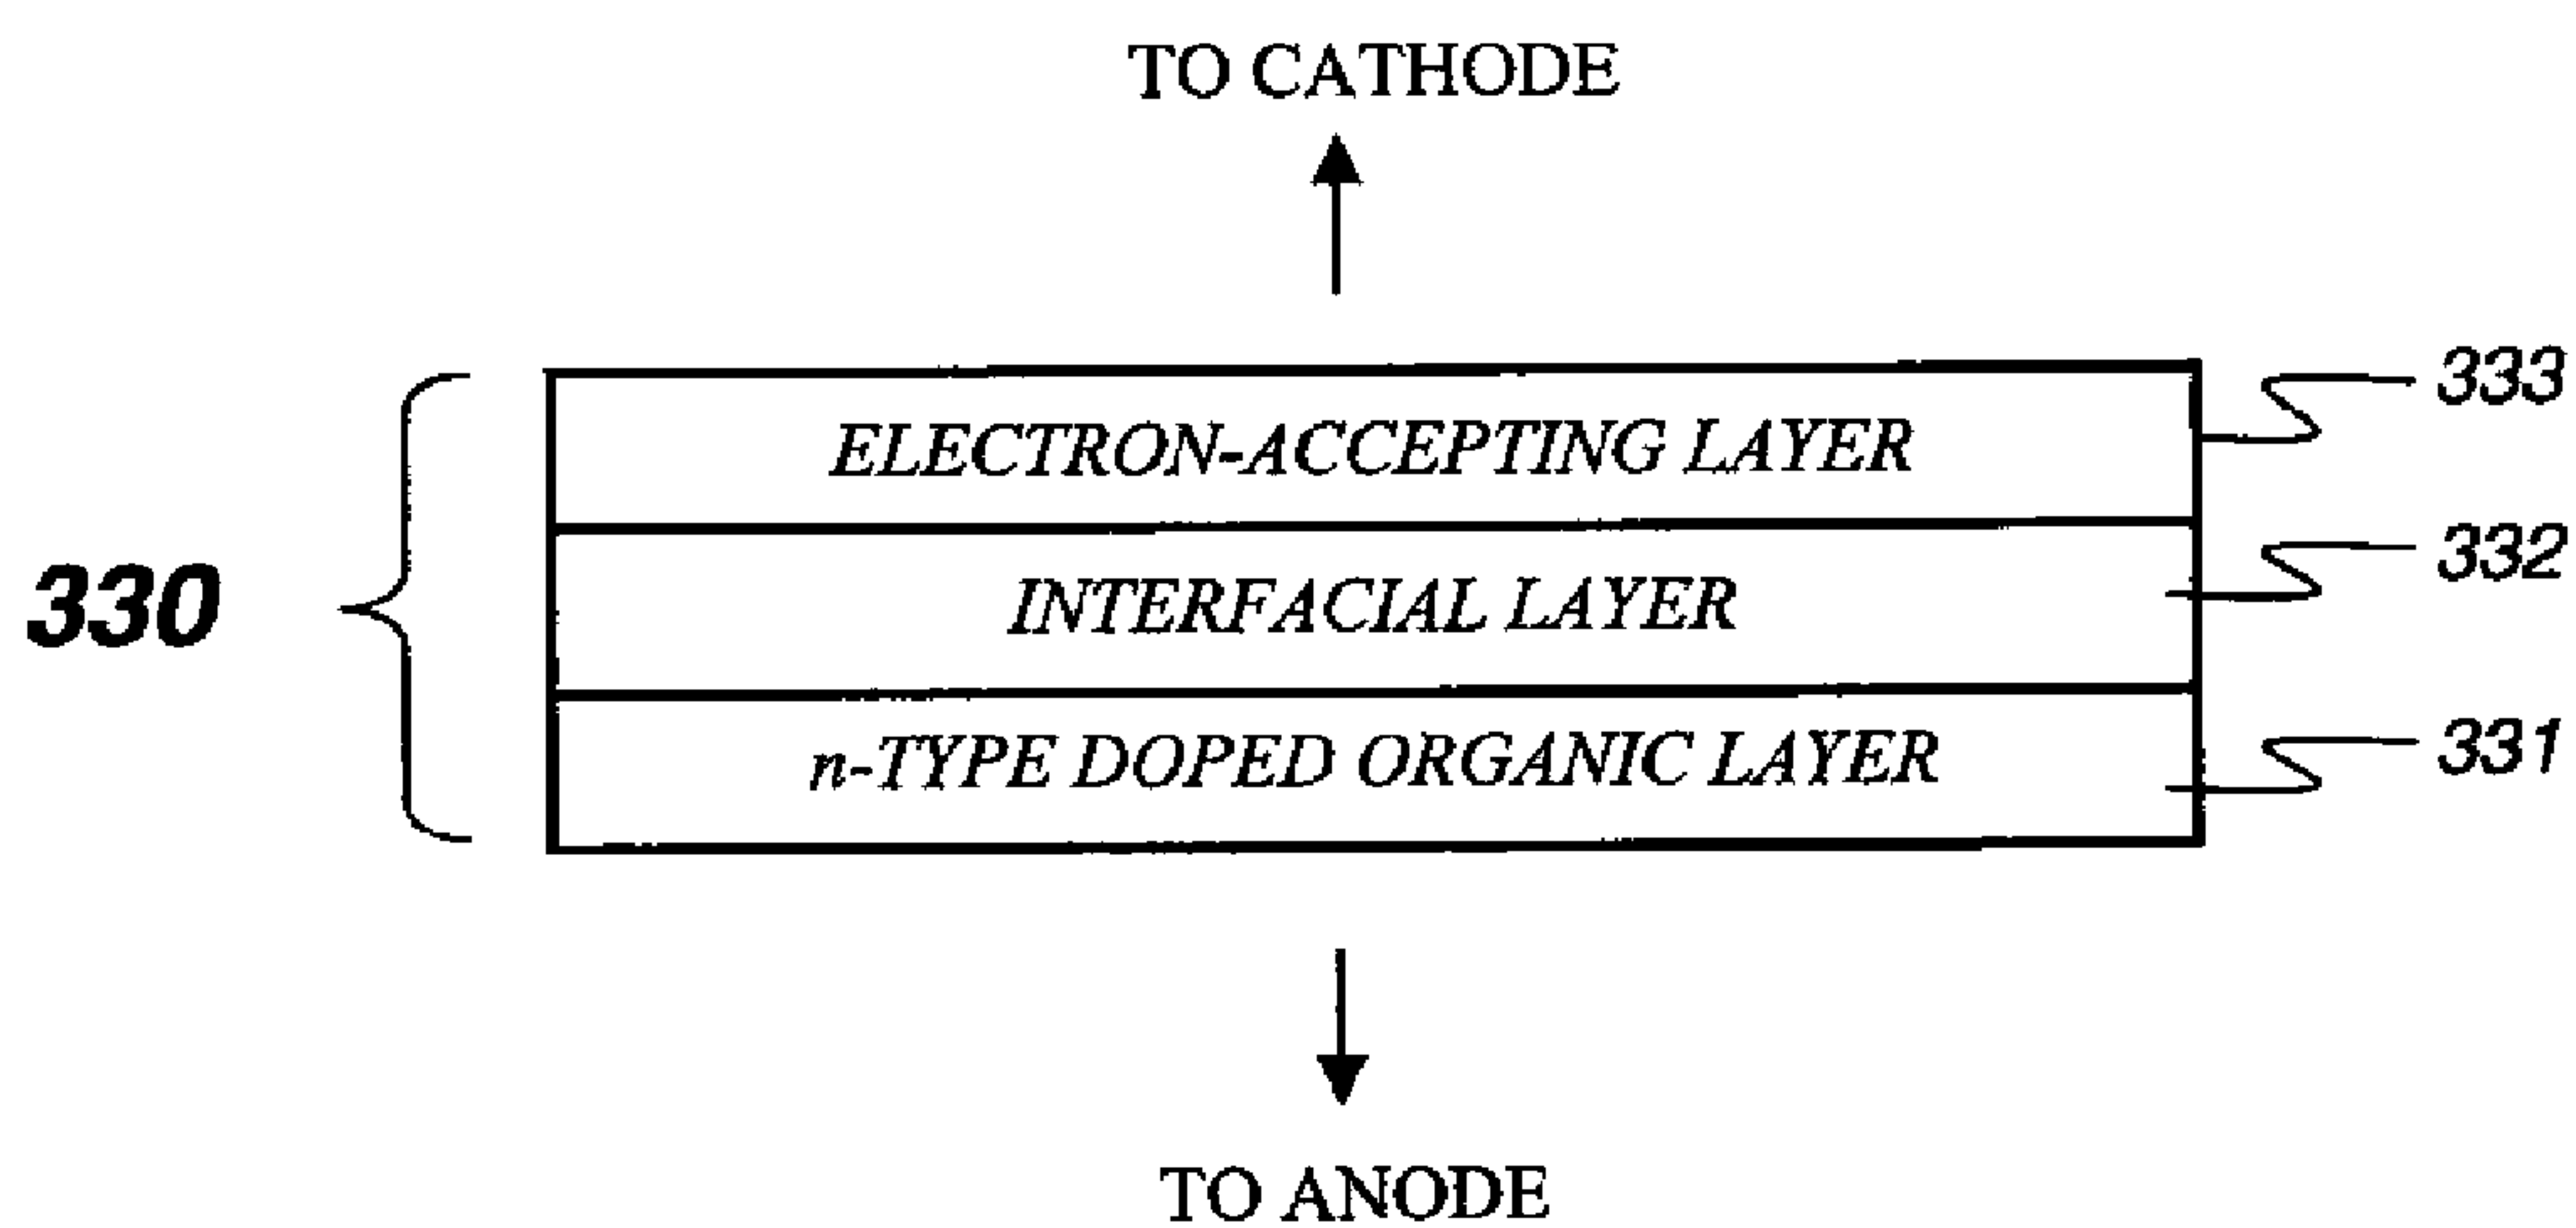 TO CATHODE
333
ELECTRON-ACCEPTING LAYER
332
330
INTERFACIAL LAYER
331
n-TYPE DOPED ORGANIC LAYER
TO ANODE